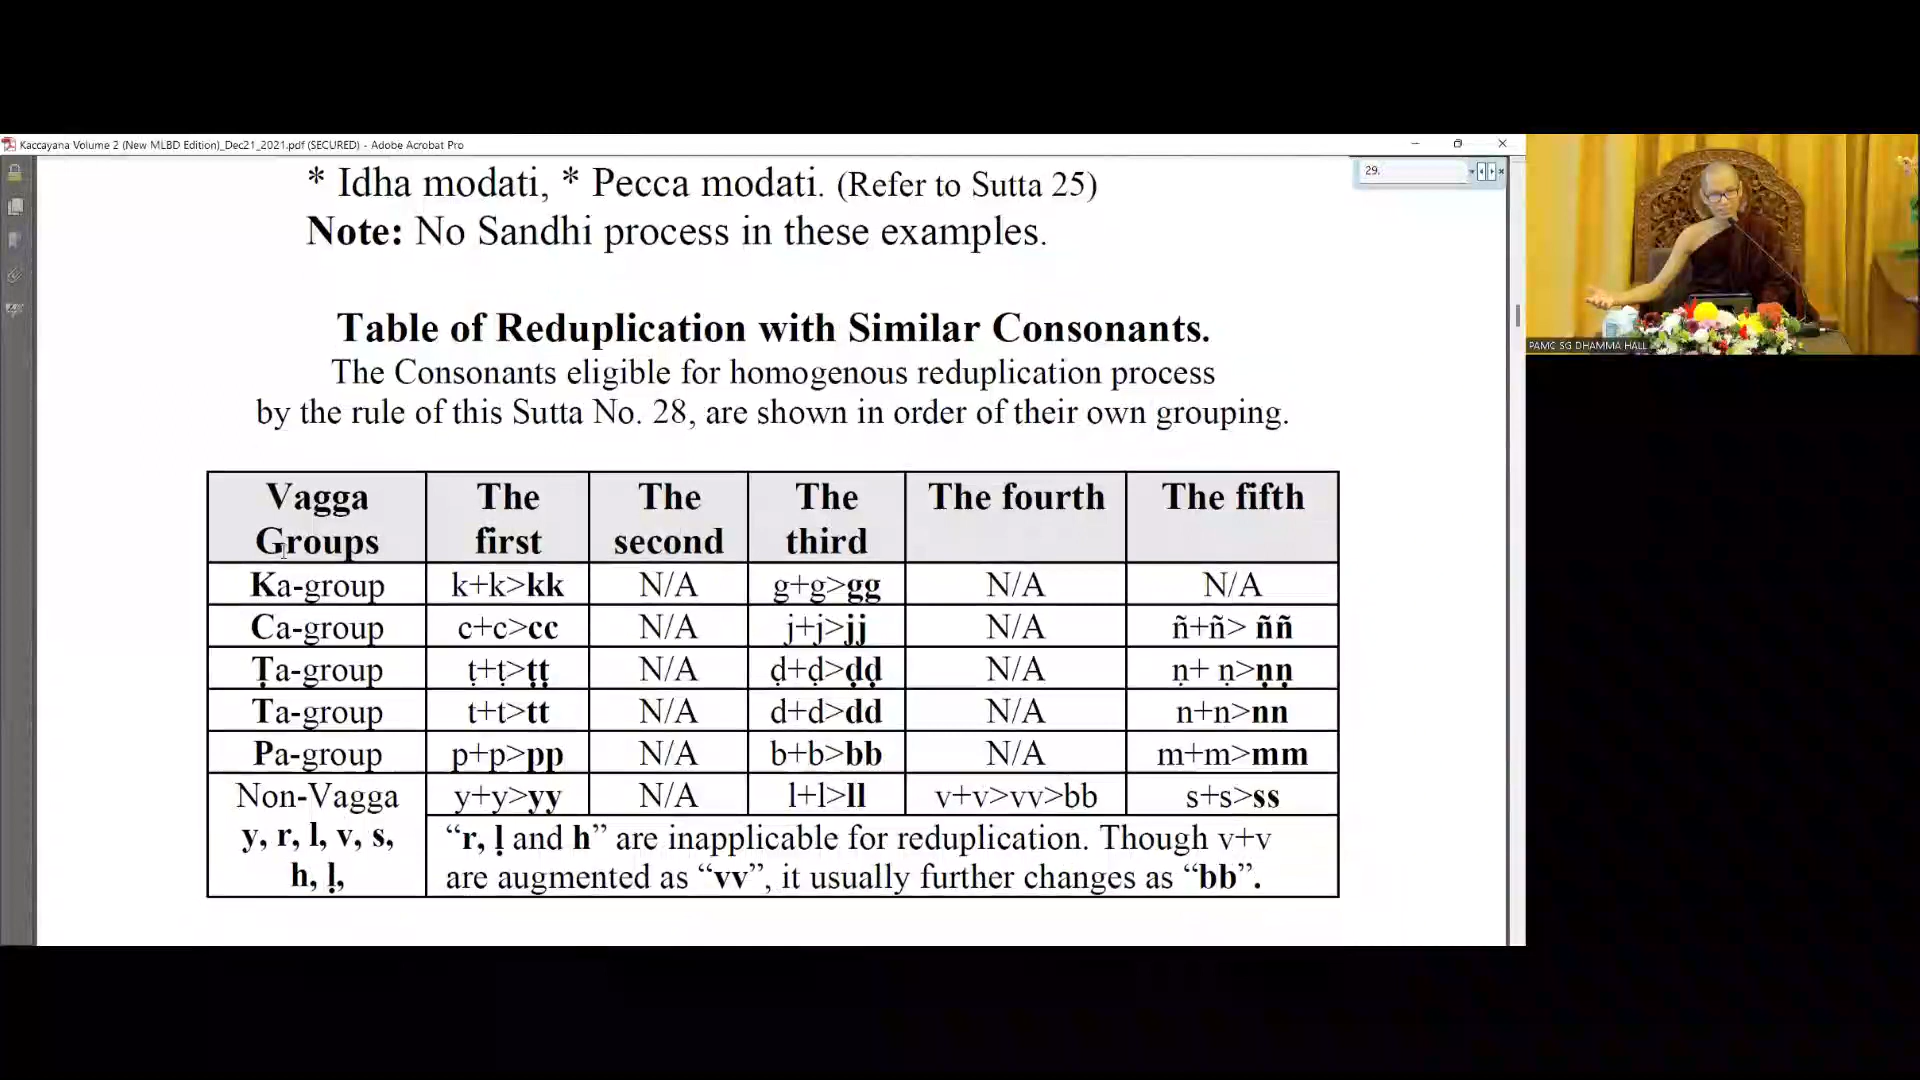 Kaccayana Volume 2 (New MLBD Edition)_Dec21_2021.pdf (SECURED) - Adobe Acrobat Pro
29.
* Idha modati, * Pecca modati. (Refer to Sutta 25)
Note: No Sandhi process in these examples.
PAMC SG DHAMMA HALL
Table of Reduplication with Similar Consonants.
The Consonants eligible for homogenous reduplication process
by the rule of this Sutta No. 28, are shown in order of their own grouping.
Vagga Groups The first The second The third The fourth The fifth
Ka-group k+k>kk N/A g+g>gg N/A N/A
Ca-group c+c>cc N/A j+j>jj N/A ñ+ñ> ññ
Ṭa-group ṭ+ṭ>ṭṭ N/A ḍ+ḍ>ḍḍ N/A ṇ+ ṇ>ṇṇ
Ta-group t+t>tt N/A d+d>dd N/A n+n>nn
Pa-group p+p>pp N/A b+b>bb N/A m+m>mm
Non-Vagga y+y>yy N/A l+l>ll v+v>vv>bb s+s>ss
y, r, l, v, s, "r, ḷ and h" are inapplicable for reduplication. Though v+v
h, ḷ, are augmented as "vv", it usually further changes as "bb".